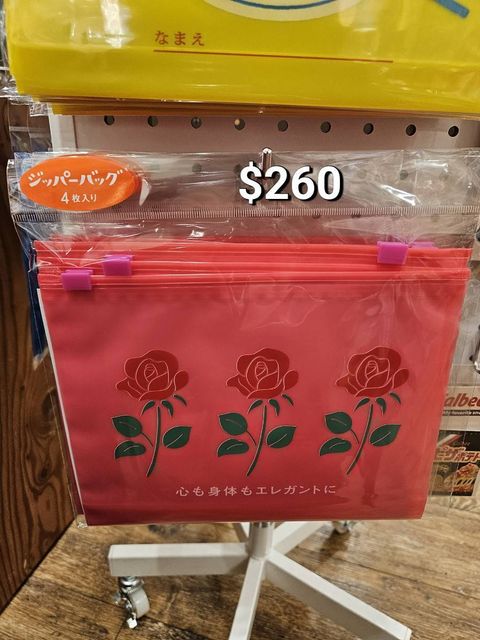 なまえ
$260
ジッパーバッグ
4枚入り
心も身体もエレガントに